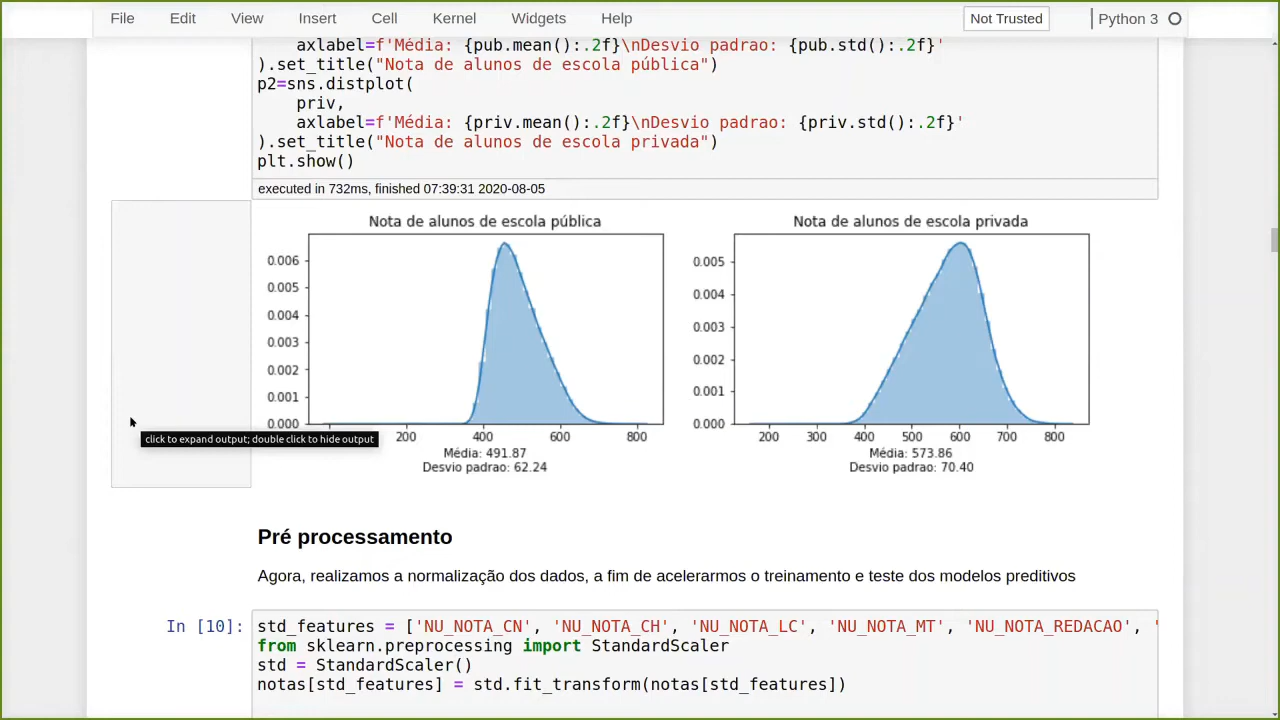 File Edit View Insert Cell Kernel Widgets Help Not Trusted Python 3
axlabel=f'Média: {pub.mean():.2f}\nDesvio padrao: {pub.std():.2f}'
).set_title("Nota de alunos de escola pública")
p2=sns.distplot(
priv,
axlabel=f'Média: {priv.mean():.2f}\nDesvio padrao: {priv.std():.2f}'
).set_title("Nota de alunos de escola privada")
plt.show()
executed in 732ms, finished 07:39:31 2020-08-05
Nota de alunos de escola pública
0.006
0.005
0.004
0.003
0.002
0.001
0.000
200 400 600 800
Média: 491.87
Desvio padrao: 62.24
Nota de alunos de escola privada
0.005
0.004
0.003
0.002
0.001
0.000
200 300 400 500 600 700 800
Média: 573.86
Desvio padrao: 70.40
click to expand output; double click to hide output
Pré processamento
Agora, realizamos a normalização dos dados, a fim de acelerarmos o treinamento e teste dos modelos preditivos
In [10]:
std_features = ['NU_NOTA_CN', 'NU_NOTA_CH', 'NU_NOTA_LC', 'NU_NOTA_MT', 'NU_NOTA_REDACAO', '
from sklearn.preprocessing import StandardScaler
std = StandardScaler()
notas[std_features] = std.fit_transform(notas[std_features])